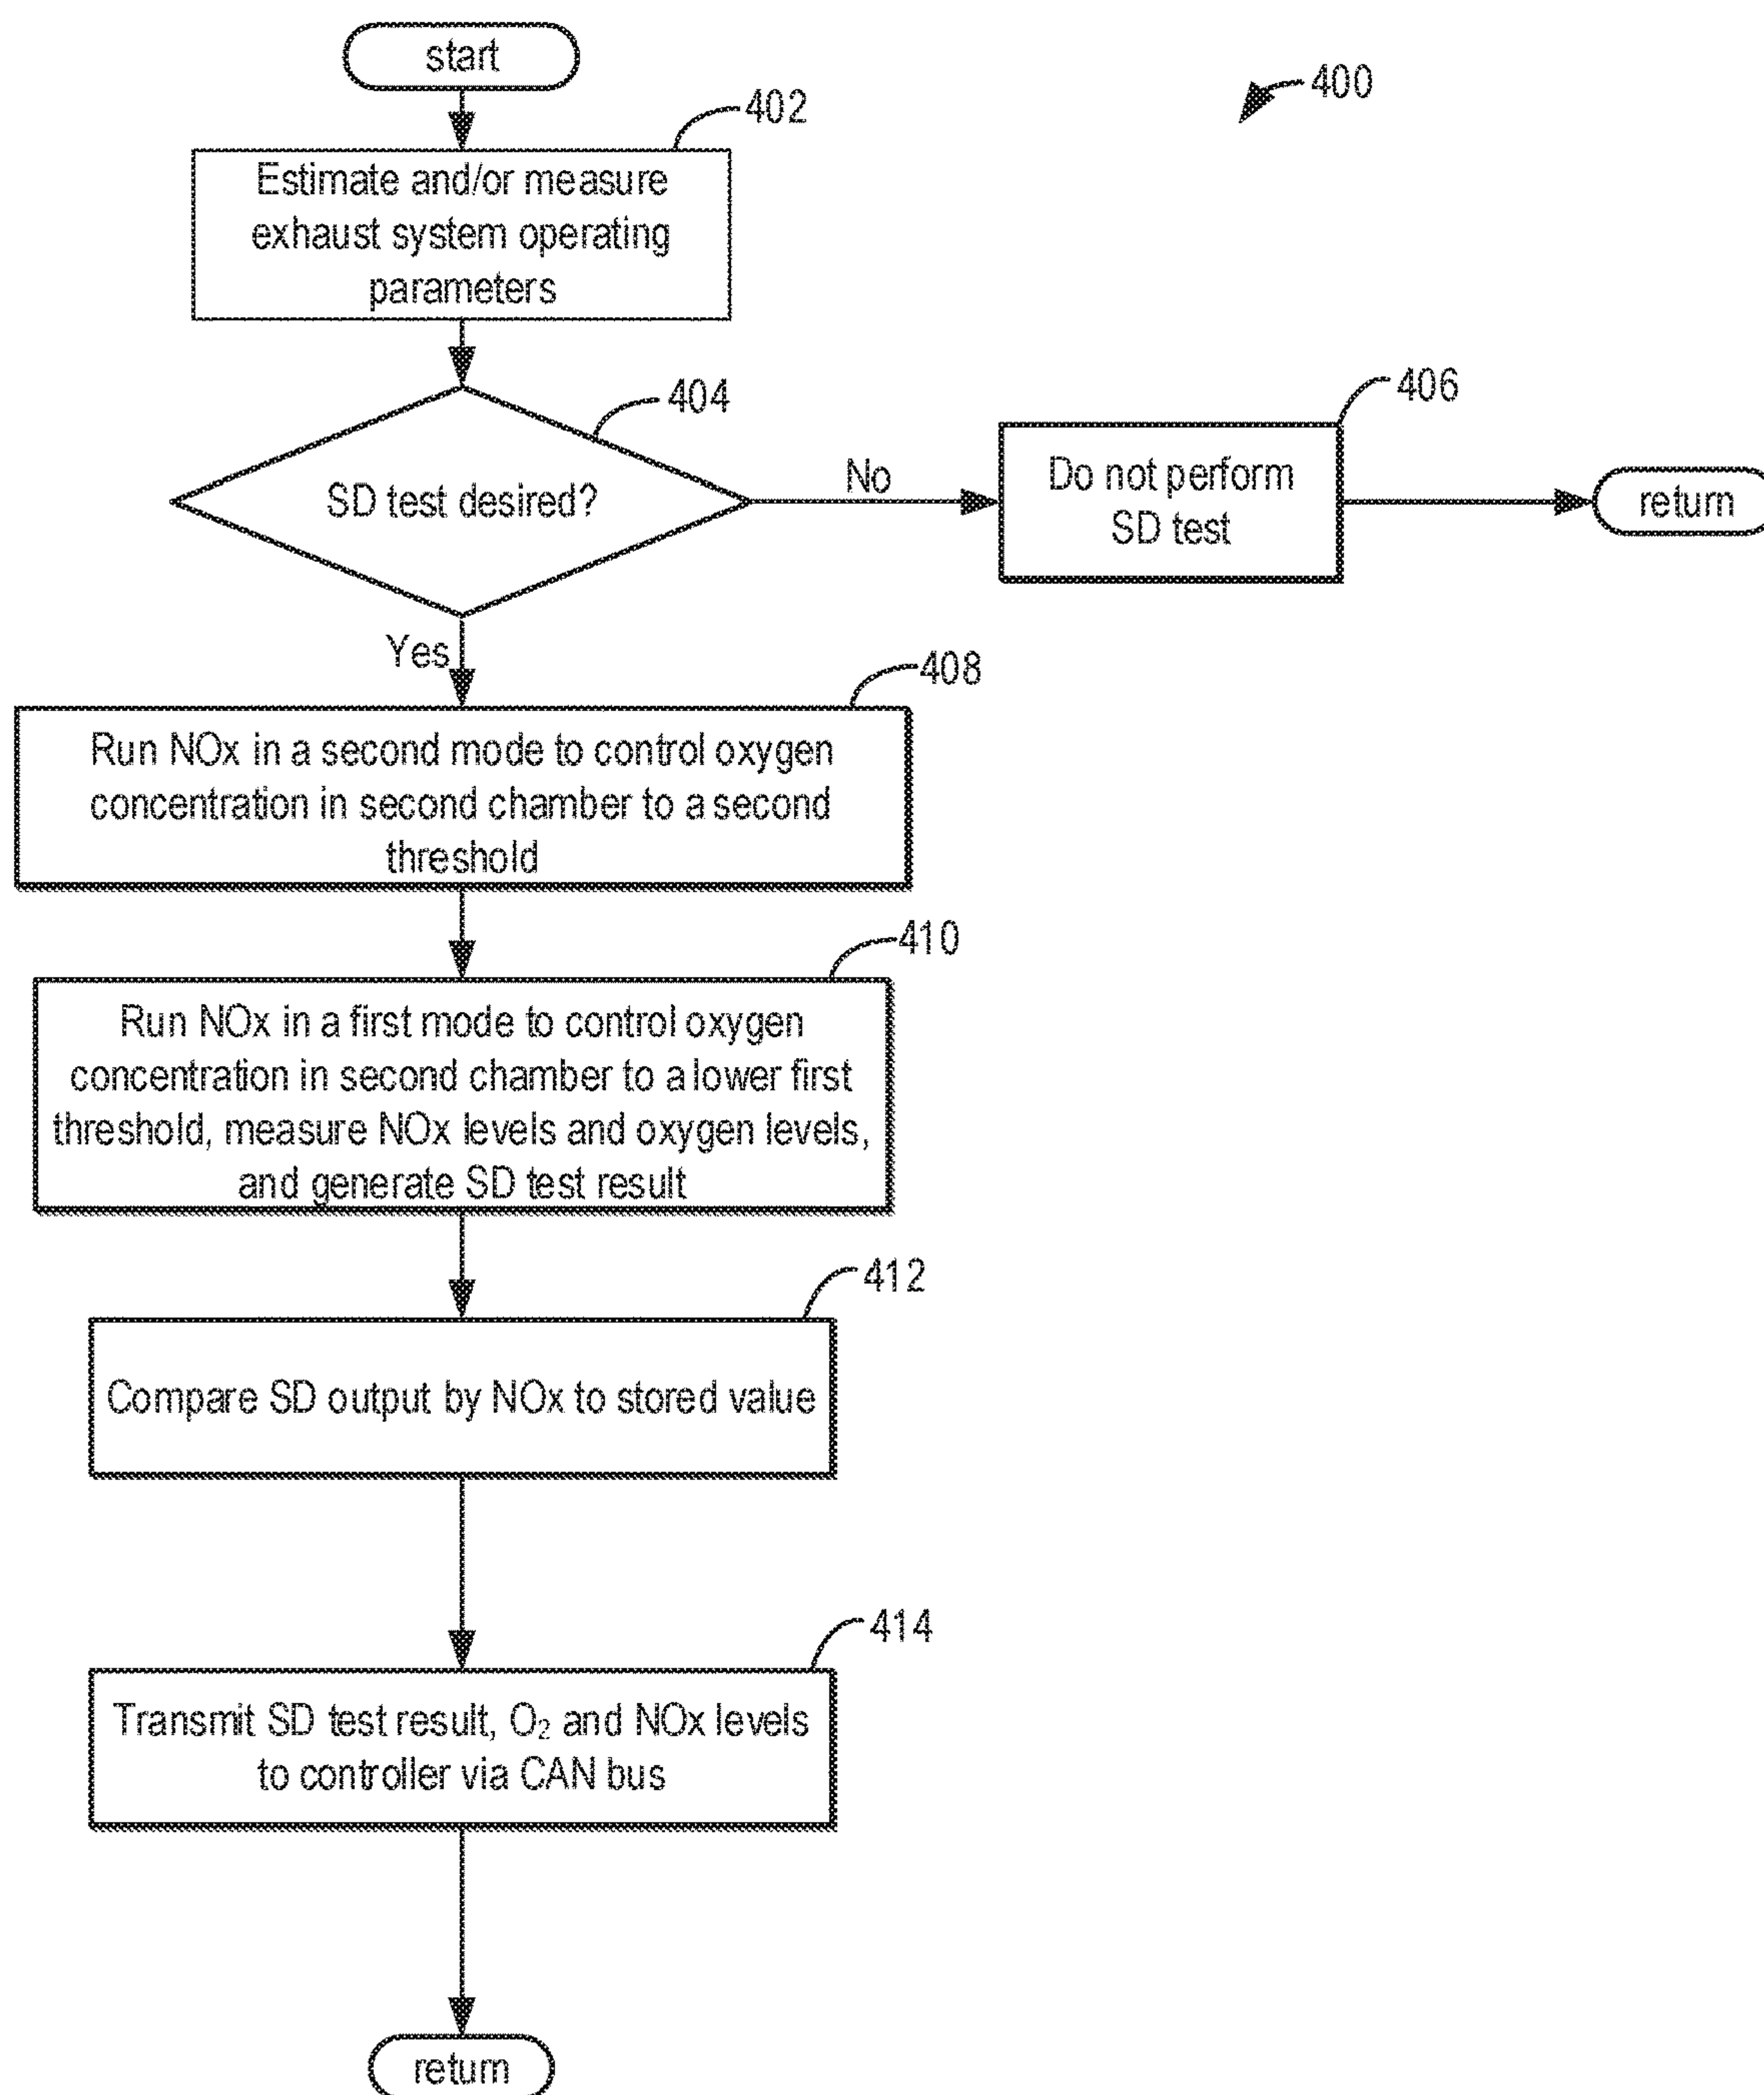 start
400
402
Estimate and/or measure
exhaust system operating
parameters
404
SD test desired?
No
406
Do not perform
SD test
return
Yes
408
Run NOx in a second mode to control oxygen
concentration in second chamber to a second
threshold
410
Run NOx in a first mode to control oxygen
concentration in second chamber to a lower first
threshold, measure NOx levels and oxygen levels,
and generate SD test result
412
Compare SD output by NOx to stored value
414
Transmit SD test result, O₂ and NOx levels
to controller via CAN bus
return